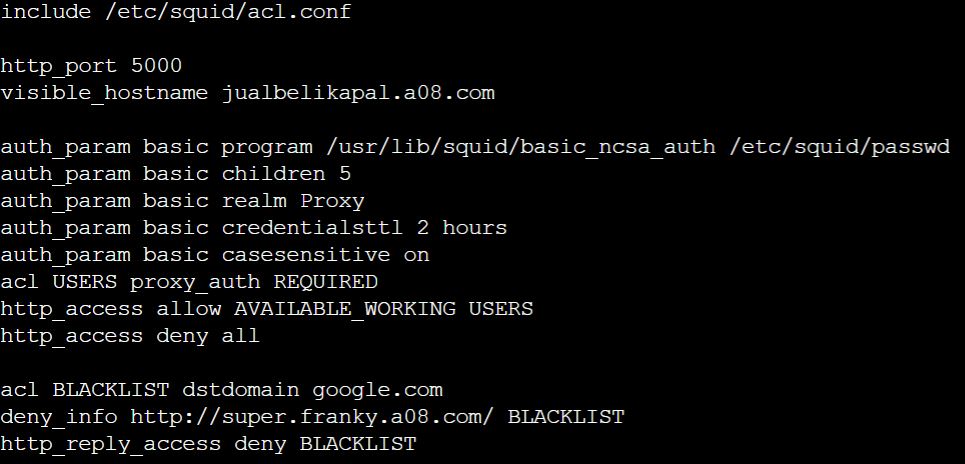 include /etc/squid/acl.conf
http_port 5000
visible_hostname jualbelikapal.a08.com
auth_param basic program /usr/lib/squid/basic_ncsa_auth /etc/squid/passwd
auth_param basic children 5
auth_param basic realm Proxy
auth_param basic credentialsttl 2 hours
auth_param basic casesensitive on
acl USERS proxy_auth REQUIRED
http_access allow AVAILABLE_WORKING USERS
http_access deny all
acl BLACKLIST dstdomain google.com
deny_info http://super.franky.a08.com/ BLACKLIST
http_reply_access deny BLACKLIST